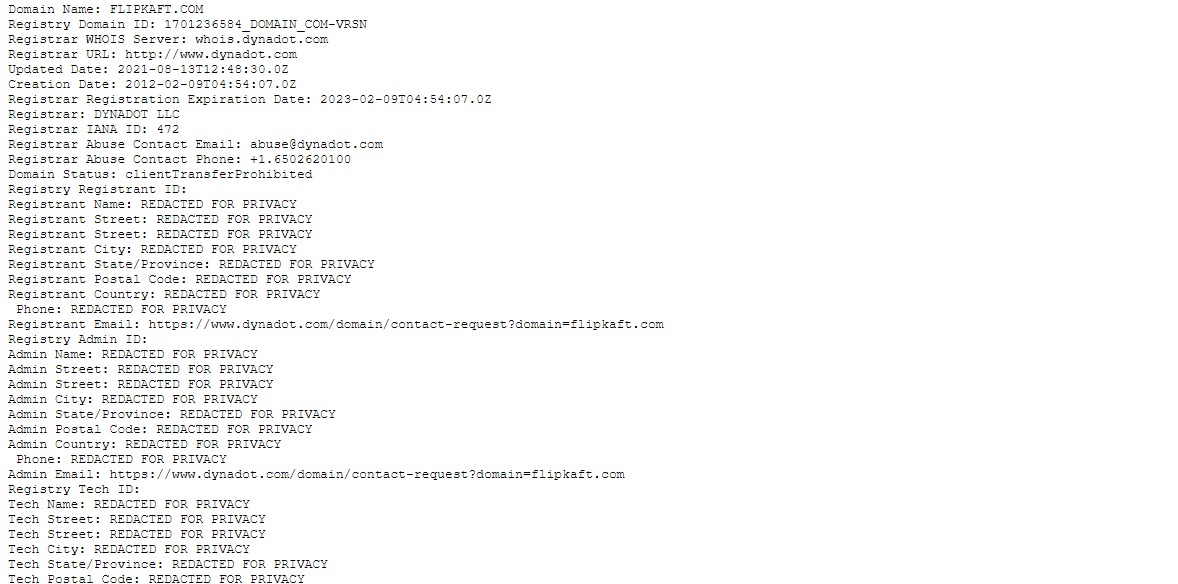 Domain Name: FLIPKAFT.COM
Registry Domain ID: 1701236584_DOMAIN_COM-VRSN
Registrar WHOIS Server: whois.dynadot.com
Registrar URL: http://www.dynadot.com
Updated Date: 2021-08-13T12:48:30.0Z
Creation Date: 2012-02-09T04:54:07.0Z
Registrar Registration Expiration Date: 2023-02-09T04:54:07.0Z
Registrar: DYNADOT LLC
Registrar IANA ID: 472
Registrar Abuse Contact Email: abuse@dynadot.com
Registrar Abuse Contact Phone: +1.6502620100
Domain Status: clientTransferProhibited
Registry Registrant ID:
Registrant Name: REDACTED FOR PRIVACY
Registrant Street: REDACTED FOR PRIVACY
Registrant Street: REDACTED FOR PRIVACY
Registrant City: REDACTED FOR PRIVACY
Registrant State/Province: REDACTED FOR PRIVACY
Registrant Postal Code: REDACTED FOR PRIVACY
Registrant Country: REDACTED FOR PRIVACY
 Phone: REDACTED FOR PRIVACY
Registrant Email: https://www.dynadot.com/domain/contact-request?domain=flipkaft.com
Registry Admin ID:
Admin Name: REDACTED FOR PRIVACY
Admin Street: REDACTED FOR PRIVACY
Admin Street: REDACTED FOR PRIVACY
Admin City: REDACTED FOR PRIVACY
Admin State/Province: REDACTED FOR PRIVACY
Admin Postal Code: REDACTED FOR PRIVACY
Admin Country: REDACTED FOR PRIVACY
 Phone: REDACTED FOR PRIVACY
Admin Email: https://www.dynadot.com/domain/contact-request?domain=flipkaft.com
Registry Tech ID:
Tech Name: REDACTED FOR PRIVACY
Tech Street: REDACTED FOR PRIVACY
Tech Street: REDACTED FOR PRIVACY
Tech City: REDACTED FOR PRIVACY
Tech State/Province: REDACTED FOR PRIVACY
Tech Postal Code: REDACTED FOR PRIVACY